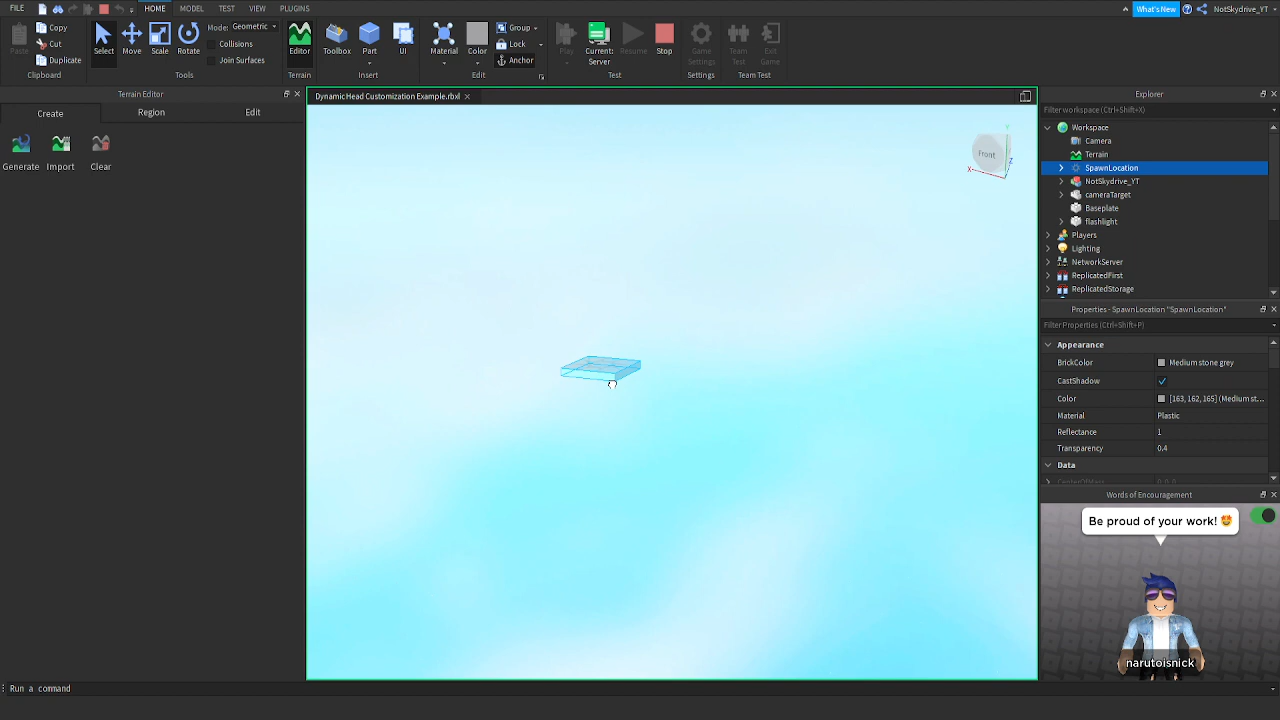 FILE HOME MODEL TEST VIEW PLUGINS What's New NotSkydrive_YT
Paste Copy Cut Duplicate Clipboard
Select Move Scale Rotate Mode: Geometric Collisions Join Surfaces Tools
Editor Terrain
Toolbox Part UI Insert
Material Color Group Lock Anchor Edit
Play Current: Server Resume Stop Test
Game Settings Settings
Team Test Exit Game Team Test
Terrain Editor
Create Region Edit
Generate Import Clear
DynamicHead Customization Example.rbxl
Front
Y
X
Z
Explorer
Filter workspace (Ctrl+Shift+X)
Workspace
Camera
Terrain
SpawnLocation
NotSkydrive_YT
cameraTarget
Baseplate
flashlight
Players
Lighting
NetworkServer
ReplicatedFirst
ReplicatedStorage
Properties - SpawnLocation "SpawnLocation"
Filter Properties (Ctrl+Shift+P)
Appearance
BrickColor Medium stone grey
CastShadow
Color [163, 162, 165] (Medium st...
Material Plastic
Reflectance 1
Transparency 0.4
Data
Words of Encouragement
Be proud of your work! 🤩
narutoisnick
Run a command